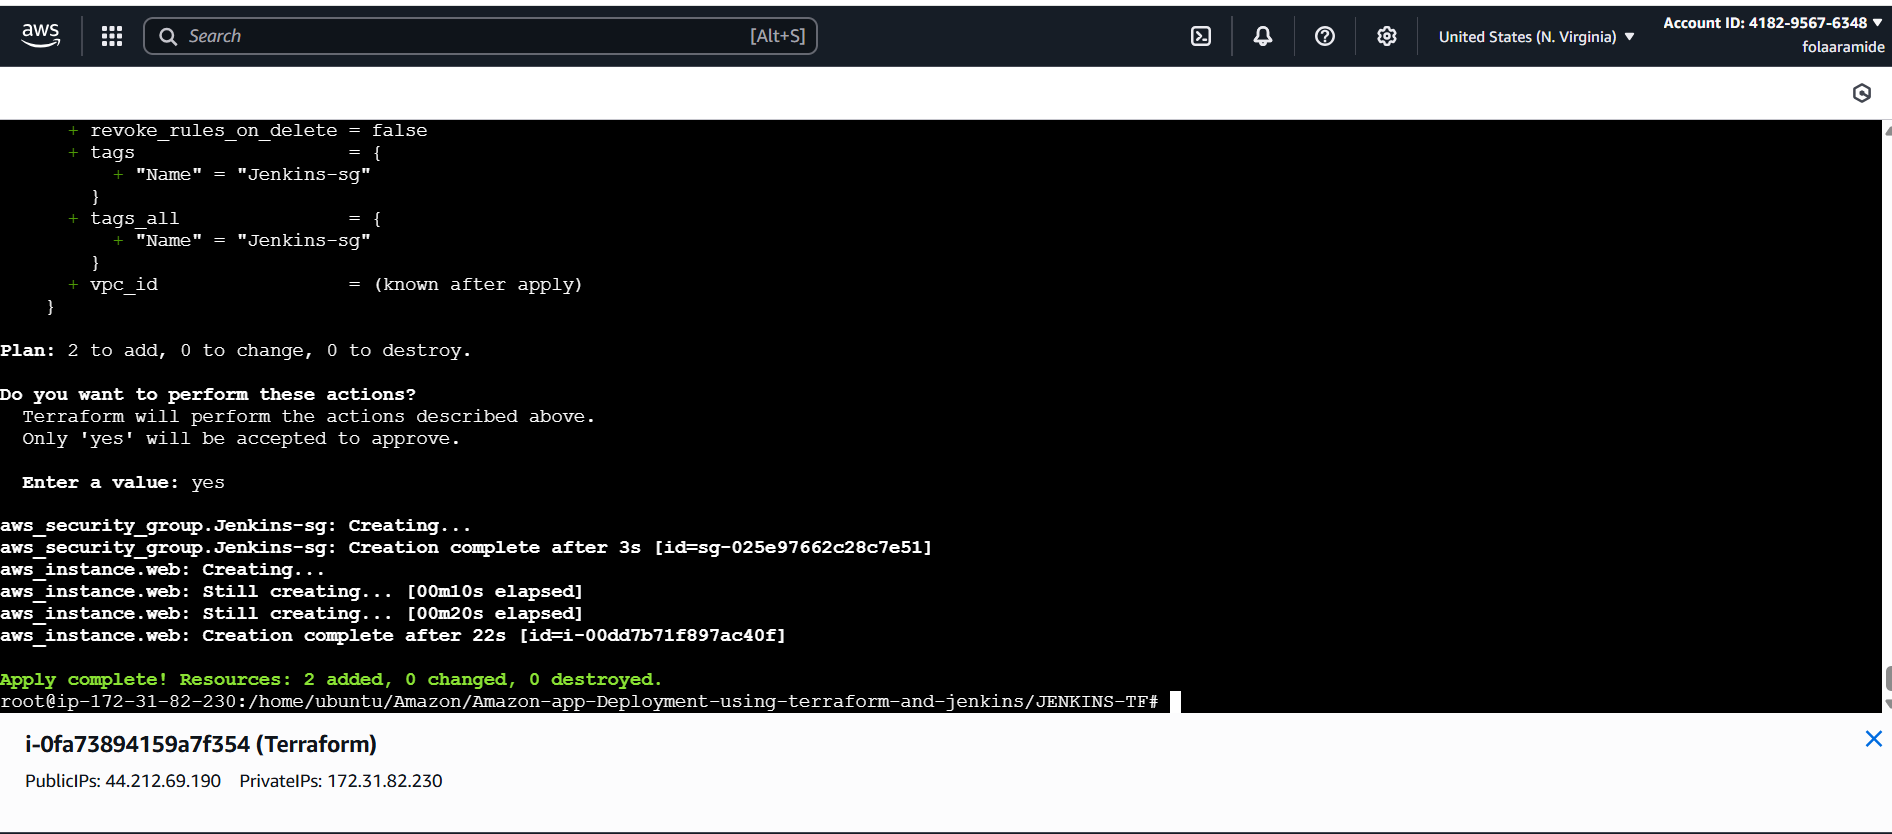 aws
Search [Alt+S]
United States (N. Virginia)
Account ID: 4182-9567-6348
folaaramide
+ revoke_rules_on_delete = false
+ tags = {
+ "Name" = "Jenkins-sg"
}
+ tags_all = {
+ "Name" = "Jenkins-sg"
}
+ vpc_id = (known after apply)
}
Plan: 2 to add, 0 to change, 0 to destroy.
Do you want to perform these actions?
Terraform will perform the actions described above.
Only 'yes' will be accepted to approve.
Enter a value: yes
aws_security_group.Jenkins-sg: Creating...
aws_security_group.Jenkins-sg: Creation complete after 3s [id=sg-025e97662c28c7e51]
aws_instance.web: Creating...
aws_instance.web: Still creating... [00m10s elapsed]
aws_instance.web: Still creating... [00m20s elapsed]
aws_instance.web: Creation complete after 22s [id=i-00dd7b71f897ac40f]
Apply complete! Resources: 2 added, 0 changed, 0 destroyed.
root@ip-172-31-82-230:/home/ubuntu/Amazon/Amazon-app-Deployment-using-terraform-and-jenkins/JENKINS-TF#
i-0fa73894159a7f354 (Terraform)
PublicIPs: 44.212.69.190 PrivateIPs: 172.31.82.230